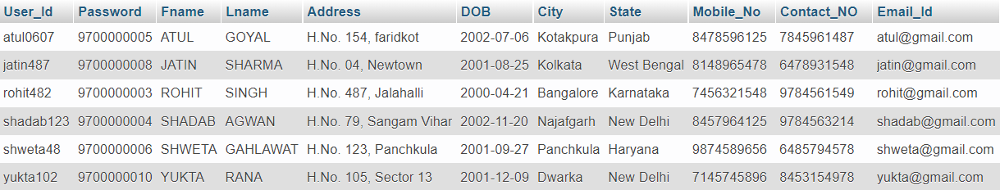 User_Id Password Fname Lname Address DOB City State Mobile_No Contact_NO Email_Id
atul0607 9700000005 ATUL GOYAL H.No. 154, faridkot 2002-07-06 Kotakpura Punjab 8478596125 7845961487 atul@gmail.com
jatin487 9700000008 JATIN SHARMA H.No. 04, Newtown 2001-08-25 Kolkata West Bengal 8148965478 6478931548 jatin@gmail.com
rohit482 9700000003 ROHIT SINGH H.No. 487, Jalahalli 2000-04-21 Bangalore Karnataka 7456321548 9784561549 rohit@gmail.com
shadab123 9700000004 SHADAB AGWAN H.No. 79, Sangam Vihar 2002-11-20 Najafgarh New Delhi 8457964125 9784563214 shadab@gmail.com
shweta48 9700000006 SHWETA GAHLAWAT H.No. 123, Panchkula 2001-09-27 Panchkula Haryana 9874589656 6485794578 shweta@gmail.com
yukta102 9700000010 YUKTA RANA H.No. 105, Sector 13 2001-12-09 Dwarka New Delhi 7145745896 8453154978 yukta@gmail.com